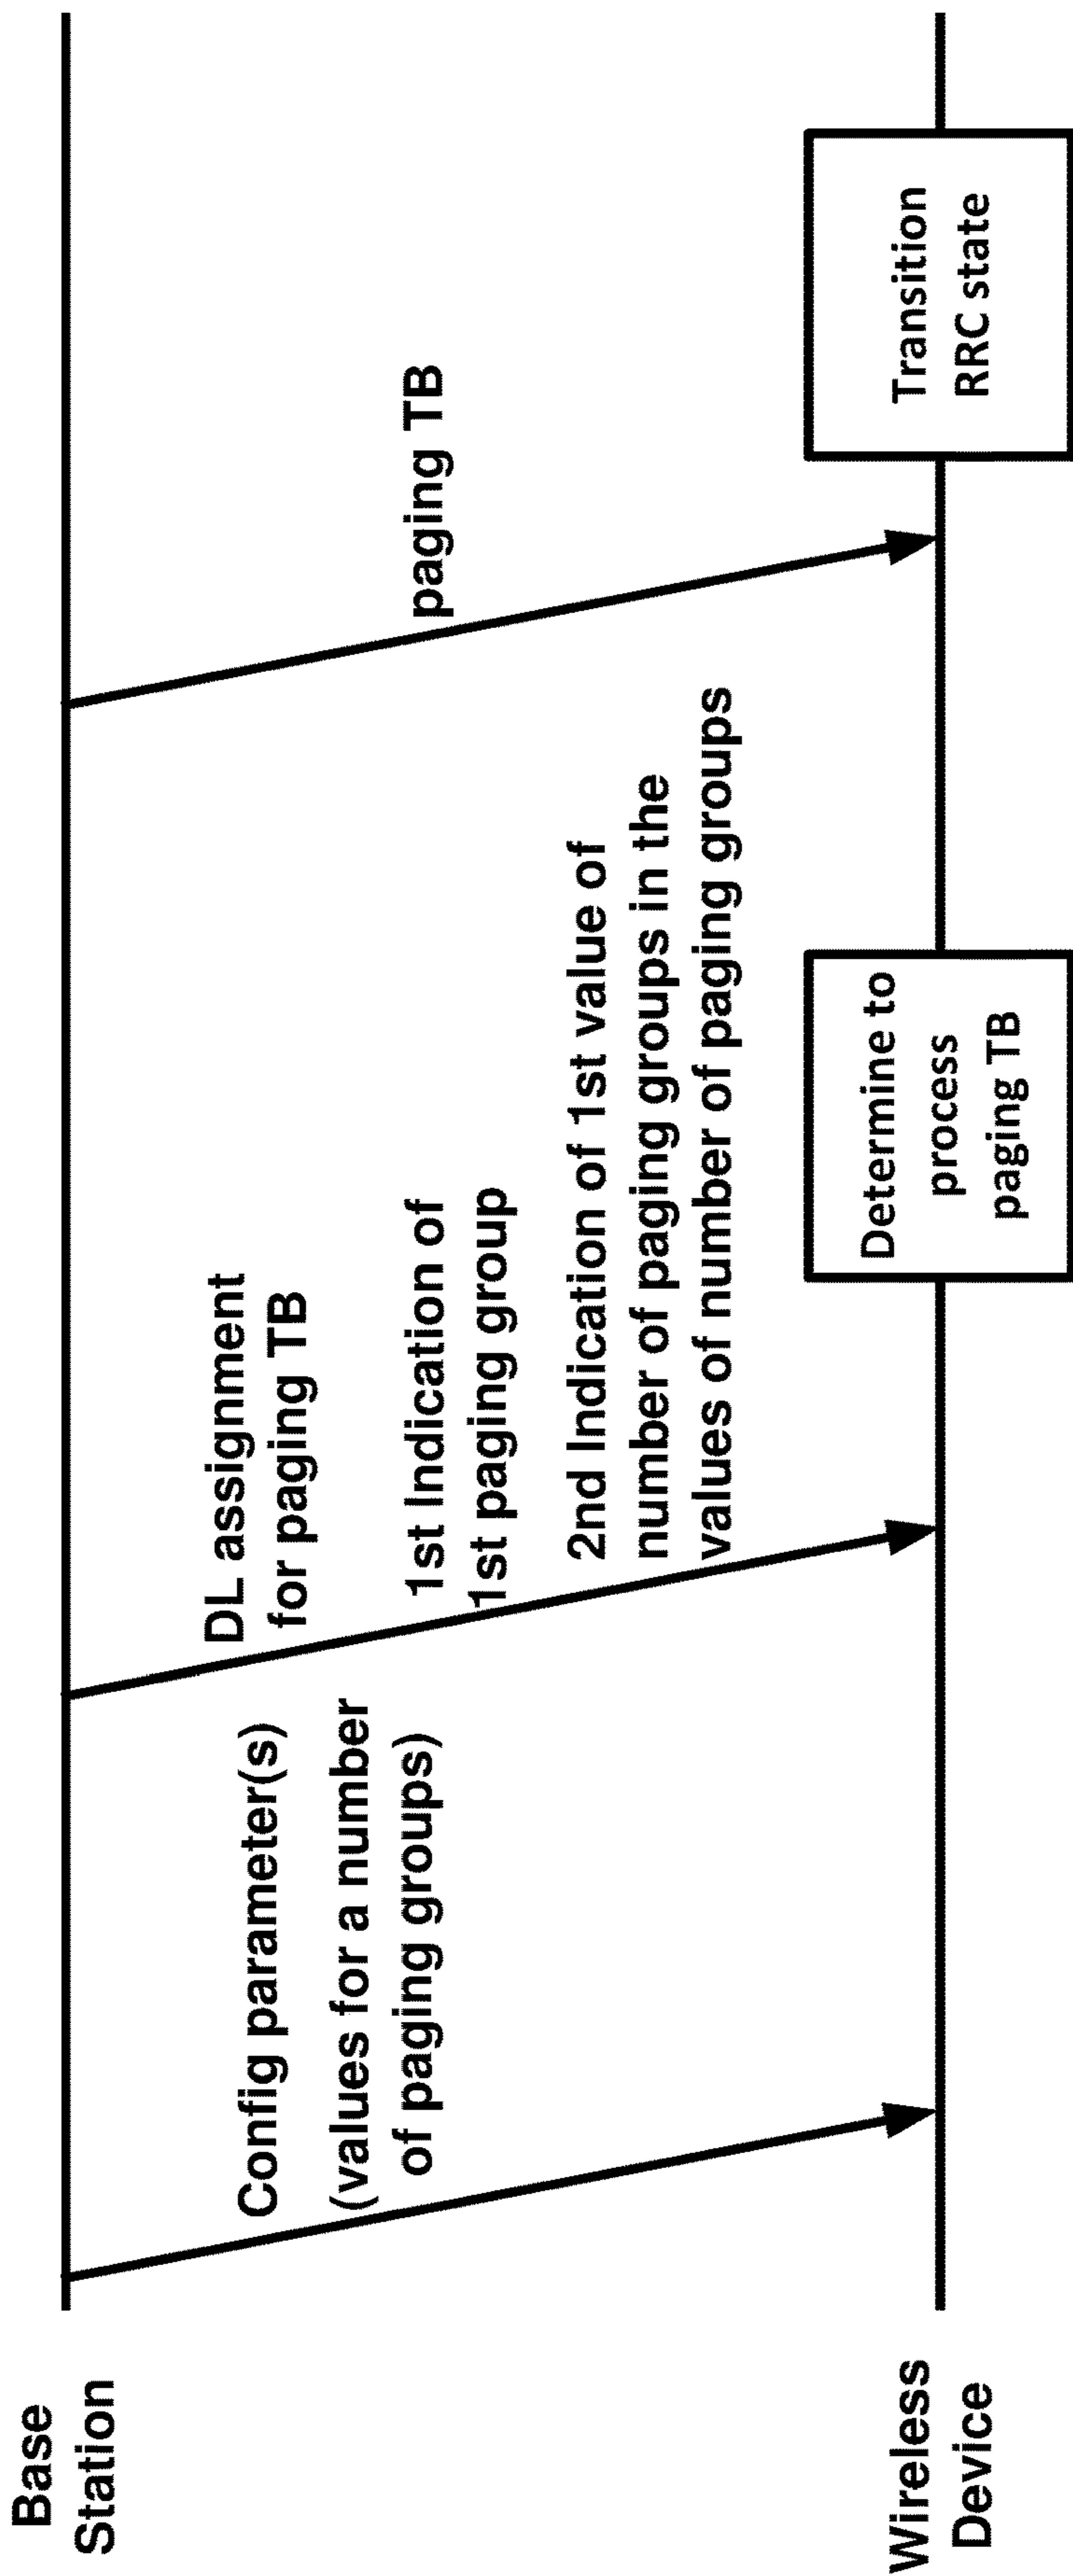 Base
Station
Config parameter(s)
(values for a number
of paging groups)
DL assignment
for paging TB
1st Indication of
1st paging group
2nd Indication of 1st value of
number of paging groups in the
values of number of paging groups
paging TB
Wireless
Device
Determine to
process
paging TB
Transition
RRC state